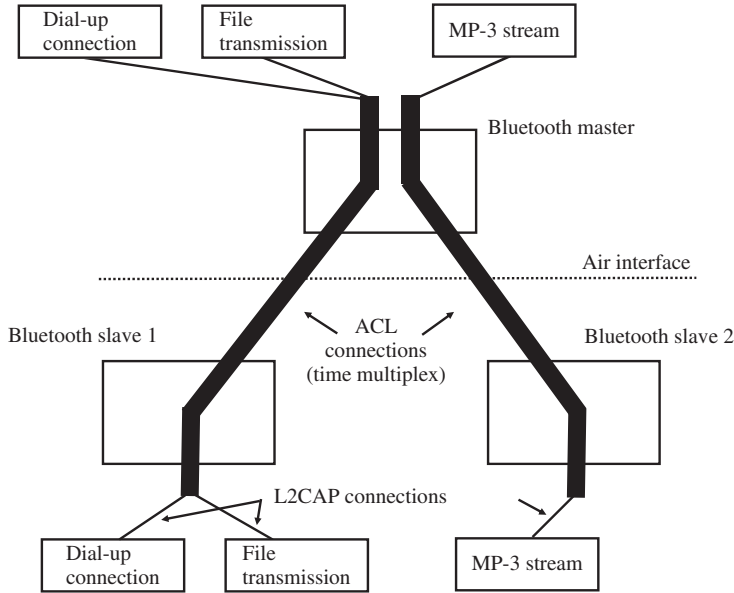 Dial-up
connection
File
transmission
MP-3 stream
Bluetooth master
Air interface
ACL
connections
(time multiplex)
Bluetooth slave 1
Bluetooth slave 2
L2CAP connections
Dial-up
connection
File
transmission
MP-3 stream